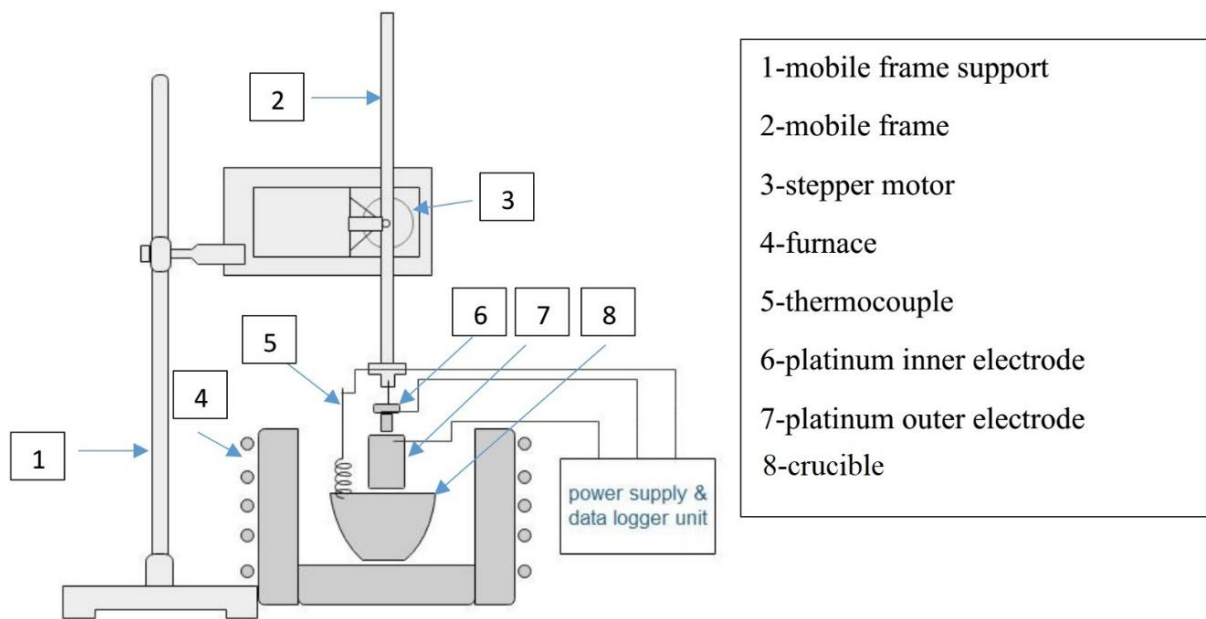 2
3
6
7
8
5
4
1
power supply &
data logger unit
1-mobile frame support
2-mobile frame
3-stepper motor
4-furnace
5-thermocouple
6-platinum inner electrode
7-platinum outer electrode
8-crucible